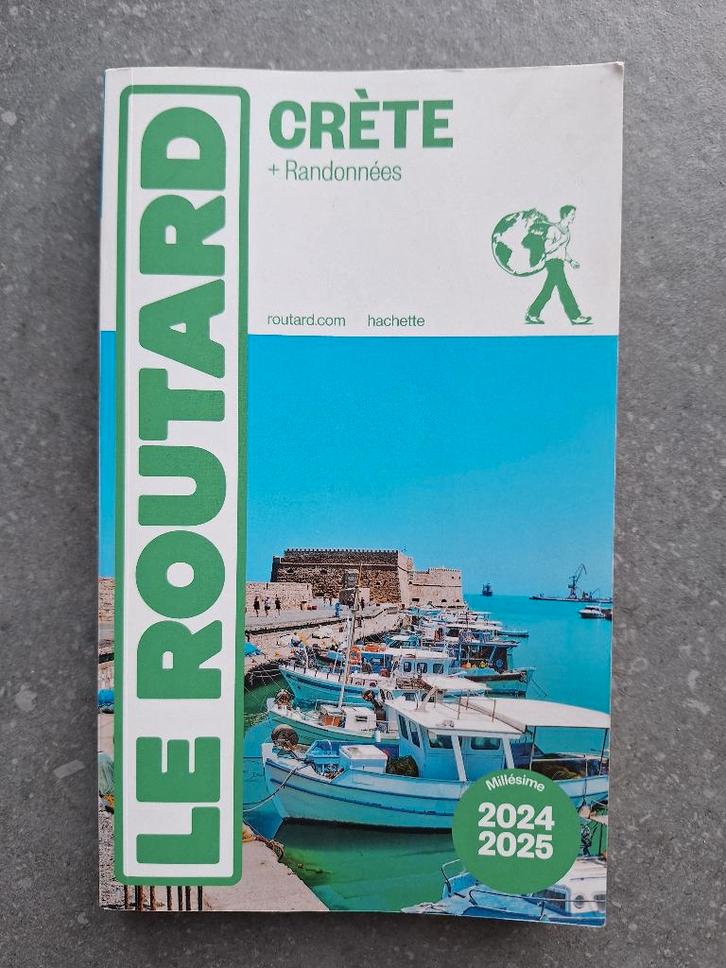 LE ROUTARD
CRÈTE
+ Randonnées
routard.com hachette
Millésime
2024
2025